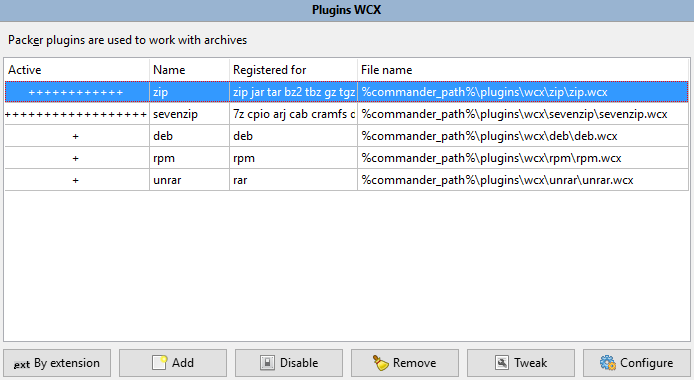 Plugins WCX
Packer plugins are used to work with archives
Active Name Registered for File name
++++++++++++ zip zip jar tar bz2 tbz gz tgz %commander_path%\plugins\wcx\zip\zip.wcx
++++++++++++++++++ sevenzip 7z cpio arj cab cramfs %commander_path%\plugins\wcx\sevenzip\sevenzip.wcx
+ deb deb %commander_path%\plugins\wcx\deb\deb.wcx
+ rpm rpm %commander_path%\plugins\wcx\rpm\rpm.wcx
+ unrar rar %commander_path%\plugins\wcx\unrar\unrar.wcx
ext By extension Add Disable Remove Tweak Configure